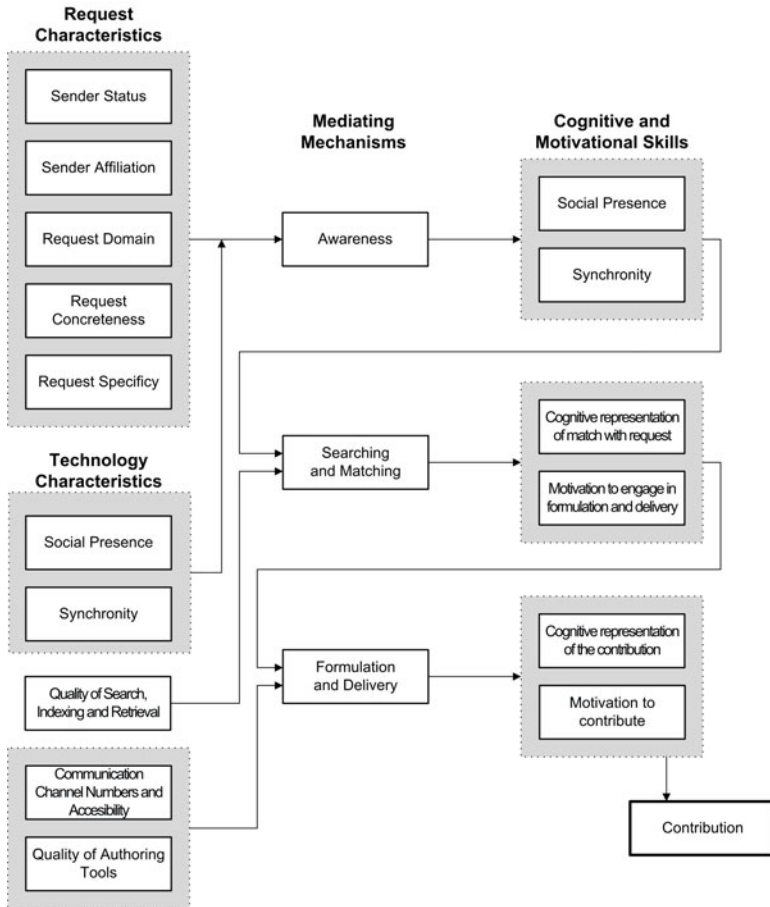 Request
Characteristics
Sender Status
Sender Affiliation
Request Domain
Request
Concreteness
Request Specificy
Technology
Characteristics
Social Presence
Synchronity
Quality of Search,
Indexing and Retrieval
Communication
Channel Numbers and
Accesibility
Quality of Authoring
Tools
Mediating
Mechanisms
Awareness
Searching
and Matching
Formulation
and Delivery
Cognitive and
Motivational Skills
Social Presence
Synchronity
Cognitive representation
of match with request
Motivation to engage in
formulation and delivery
Cognitive representation
of the contribution
Motivation to
contribute
Contribution